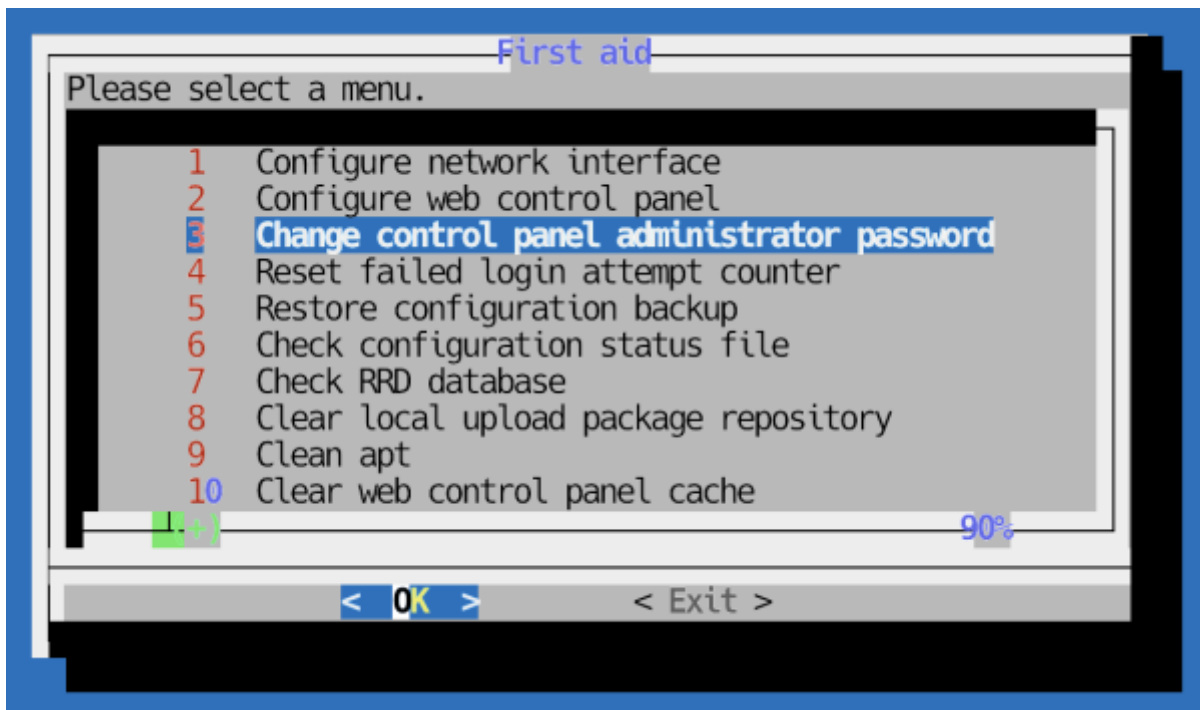 First aid
Please select a menu.
1 Configure network interface
2 Configure web control panel
3 Change control panel administrator password
4 Reset failed login attempt counter
5 Restore configuration backup
6 Check configuration status file
7 Check RRD database
8 Clear local upload package repository
9 Clean apt
10 Clear web control panel cache
(+) 90%
< OK > < Exit >